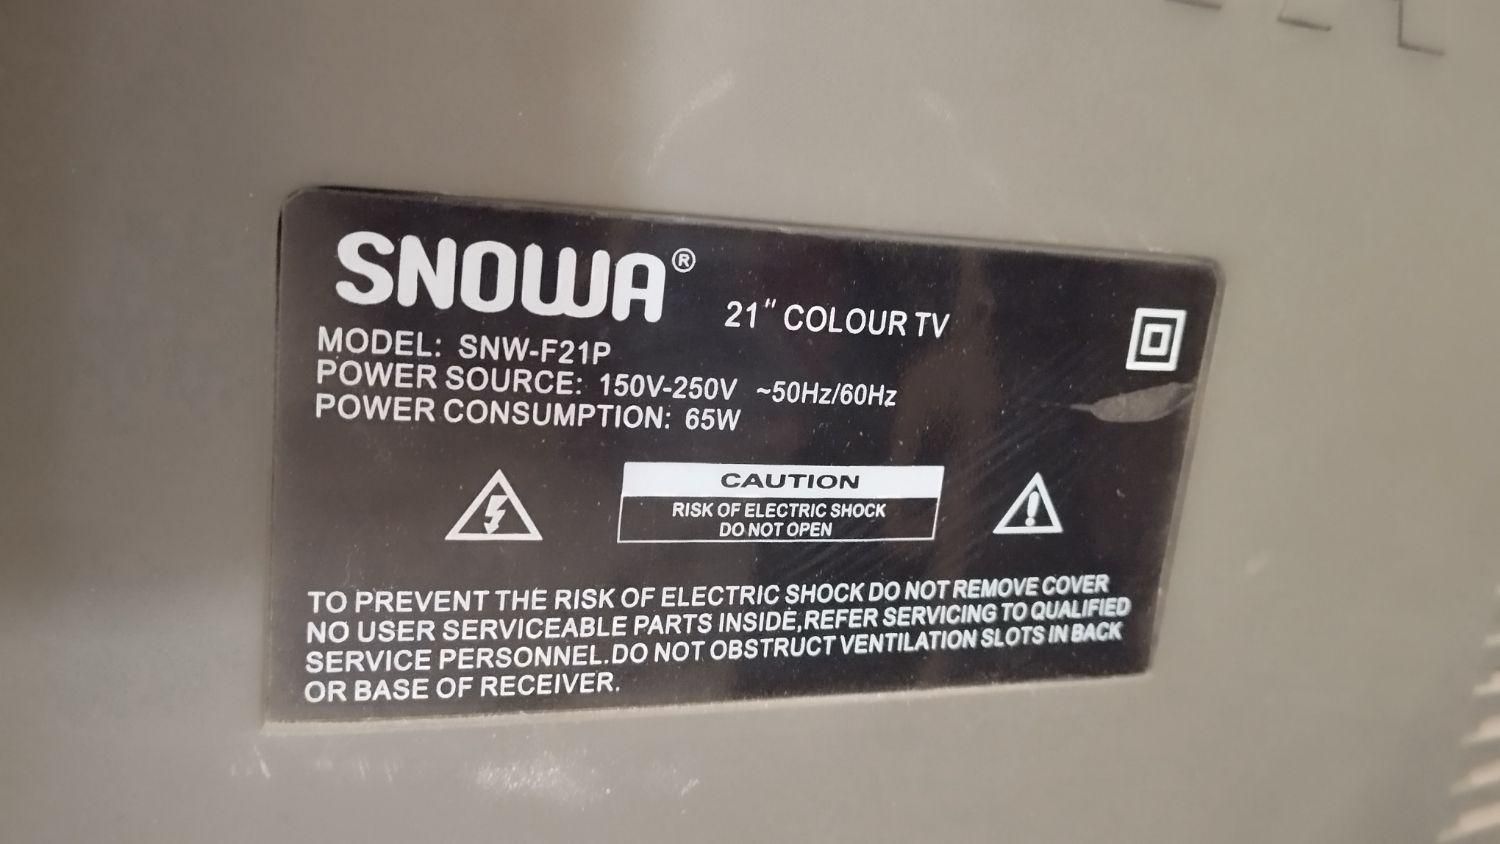 SNOWA®
21" COLOUR TV
MODEL: SNW-F21P
POWER SOURCE: 150V-250V ~50Hz/60Hz
POWER CONSUMPTION: 65W
CAUTION
RISK OF ELECTRIC SHOCK
DO NOT OPEN
TO PREVENT THE RISK OF ELECTRIC SHOCK DO NOT REMOVE COVER
NO USER SERVICEABLE PARTS INSIDE,REFER SERVICING TO QUALIFIED
SERVICE PERSONNEL.DO NOT OBSTRUCT VENTILATION SLOTS IN BACK
OR BASE OF RECEIVER.